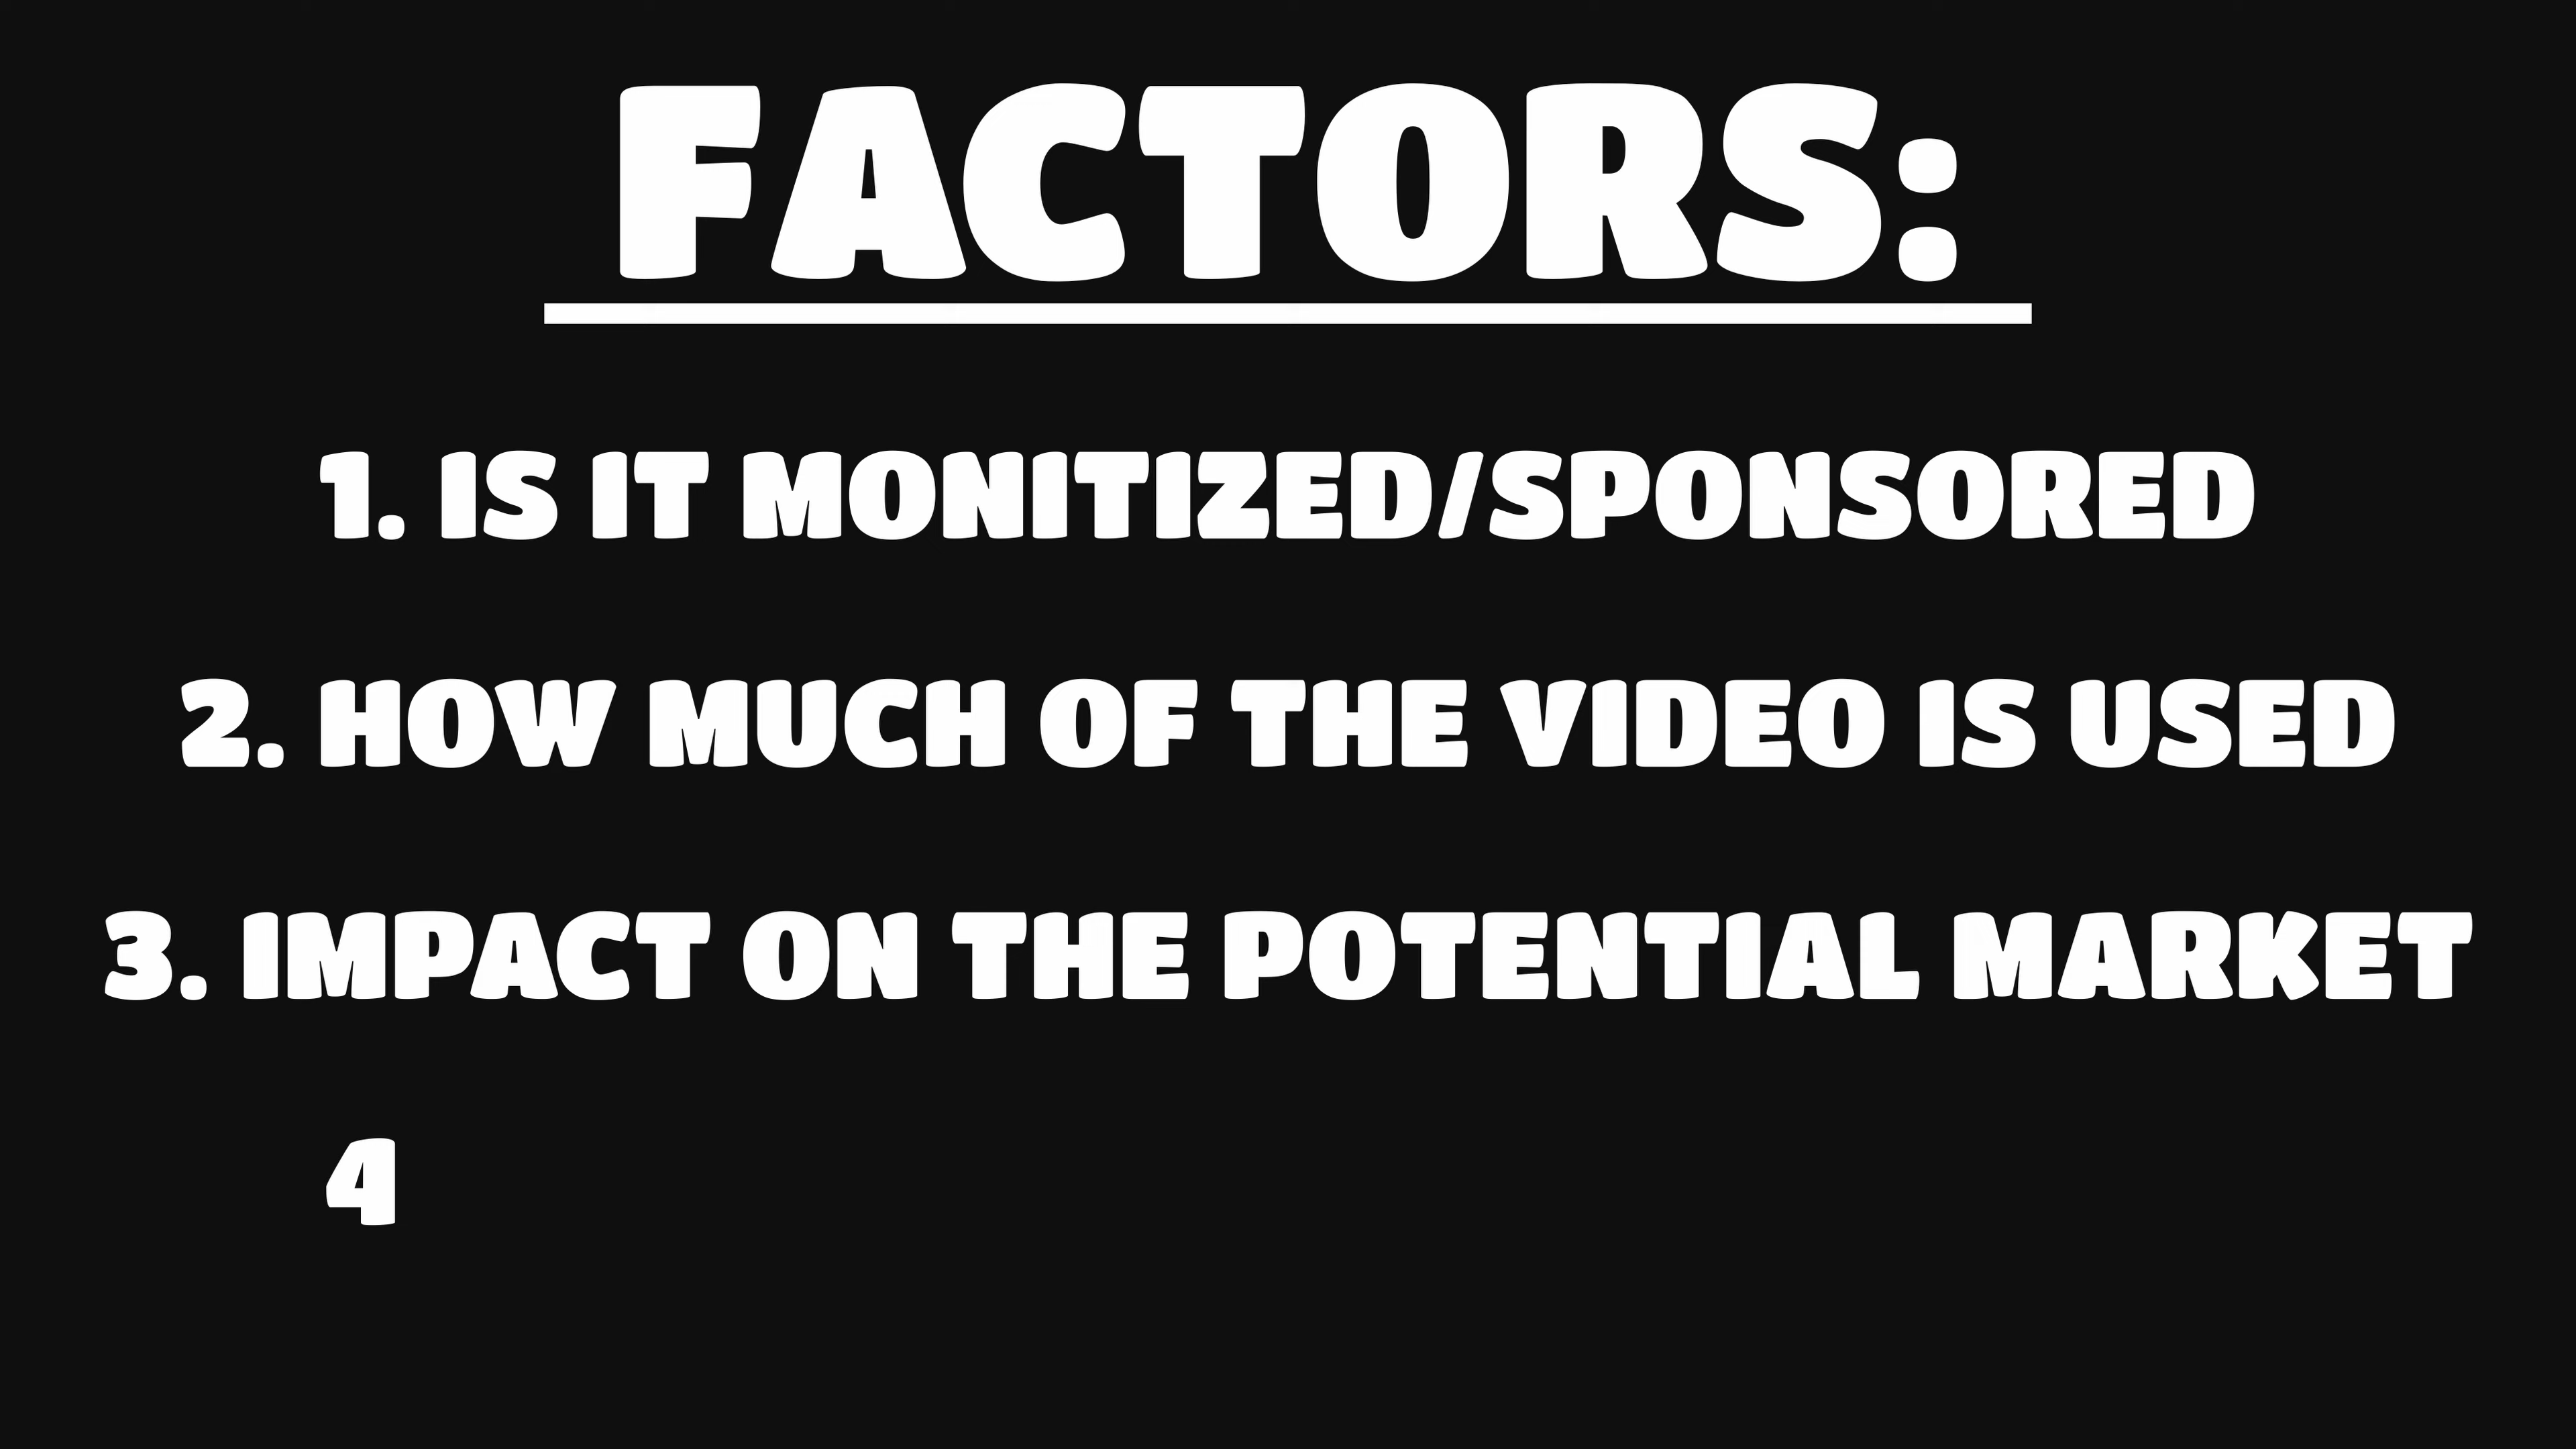 FACTORS:
1. IS IT MONITIZED/SPONSORED
2. HOW MUCH OF THE VIDEO IS USED
3. IMPACT ON THE POTENTIAL MARKET
4